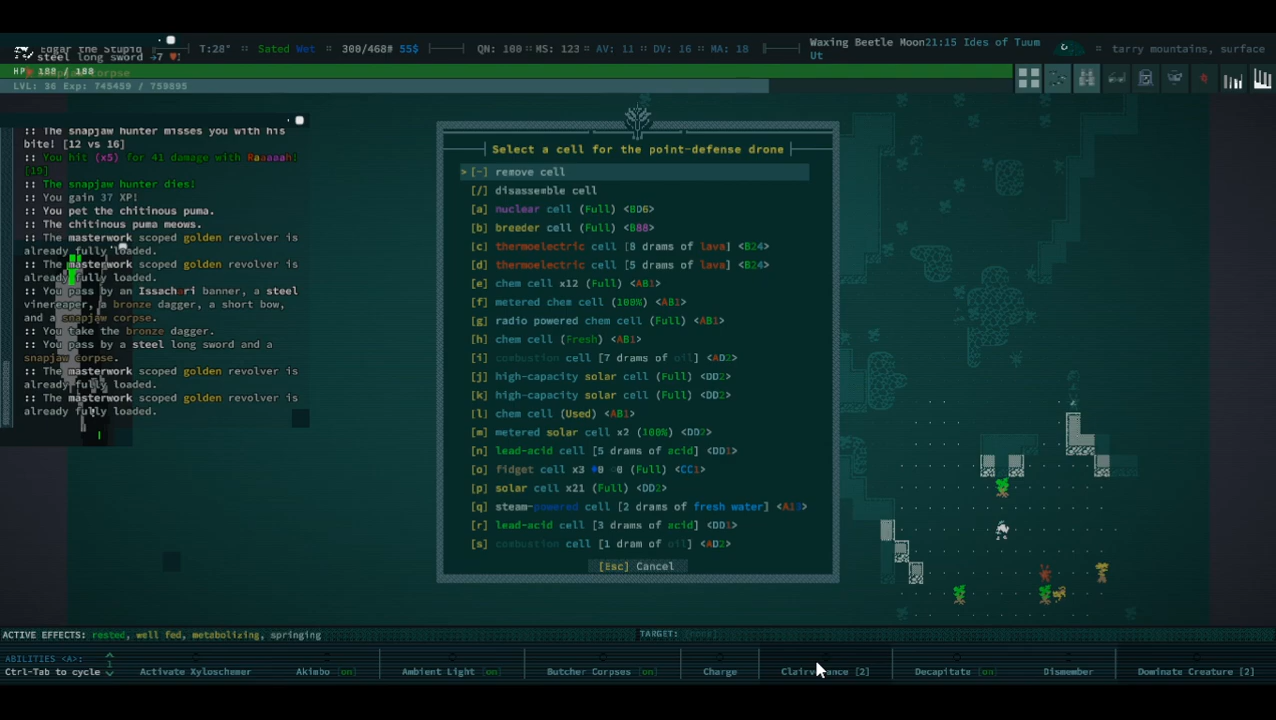 Edgar the Stupid
T:28° :: Sated Wet :: 300/468# 55$
QN: 100 :: MS: 123 :: AV: 11 :: DV: 16 :: MA: 18
Waxing Beetle Moon 21:15 Ides of Tuum Ut
= tarry mountains, surface
steel long sword →7 ♥1
HP♥ 188 / 188
LVL: 36 Exp: 745459 / 759895
:: The snapjaw hunter misses you with his
bite! [12 vs 16]
:: You hit (x5) for 41 damage with Raaaaah!
[19]
:: The snapjaw hunter dies!
:: You gain 37 XP!
:: You pet the chitinous puma.
:: The chitinous puma meows.
:: The masterwork scoped golden revolver is
already fully loaded.
:: The masterwork scoped golden revolver is
already fully loaded.
:: You pass by an Issachari banner, a steel
vinereaper, a bronze dagger, a short bow,
and a snapjaw corpse.
:: You take the bronze dagger.
:: You pass by a steel long sword and a
snapjaw corpse.
:: The masterwork scoped golden revolver is
already fully loaded.
:: The masterwork scoped golden revolver is
already fully loaded.
Select a cell for the point-defense drone
> [-] remove cell
[/] disassemble cell
[a] nuclear cell (Full) <BD6>
[b] breeder cell (Full) <B88>
[c] thermoelectric cell [8 drams of lava] <B24>
[d] thermoelectric cell [5 drams of lava] <B24>
[e] chem cell x12 (Full) <AB1>
[f] metered chem cell (100%) <AB1>
[g] radio powered chem cell (Full) <AB1>
[h] chem cell (Fresh) <AB1>
[i] combustion cell [7 drams of oil] <AD2>
[j] high-capacity solar cell (Full) <DD2>
[k] high-capacity solar cell (Full) <DD2>
[l] chem cell (Used) <AB1>
[m] metered solar cell x2 (100%) <DD2>
[n] lead-acid cell [5 drams of acid] <DD1>
[o] fidget cell x3 (Full) <CC1>
[p] solar cell x21 (Full) <DD2>
[q] steam-powered cell [2 drams of fresh water]
[r] lead-acid cell [3 drams of acid] <DD1>
[s] combustion cell [1 dram of oil] <AD2>
[Esc] Cancel
ACTIVE EFFECTS: rested, well fed, metabolizing, springing
TARGET: [none]
ABILITIES <A>:
1
Ctrl-Tab to cycle
Activate Xyloschemer
Akimbo [on]
Ambient Light [on]
Butcher Corpses [on]
Charge
Clairvoyance [2]
Decapitate [on]
Dismember
Dominate Creature [2]